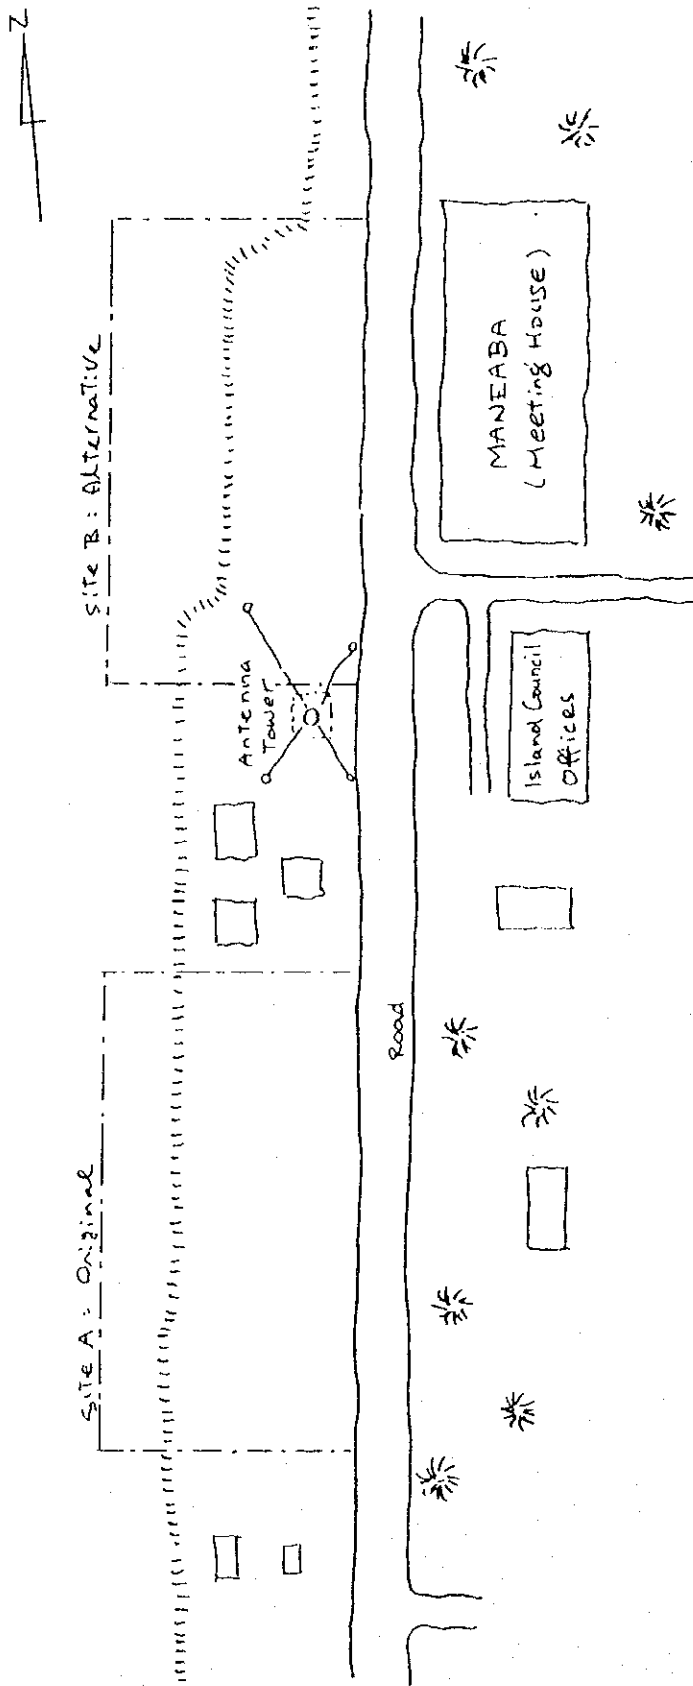 N
Site B : Alternative
MANEABA
(Meeting House)
Antenna
Tower
Island Council
Offices
Road
Site A : Original